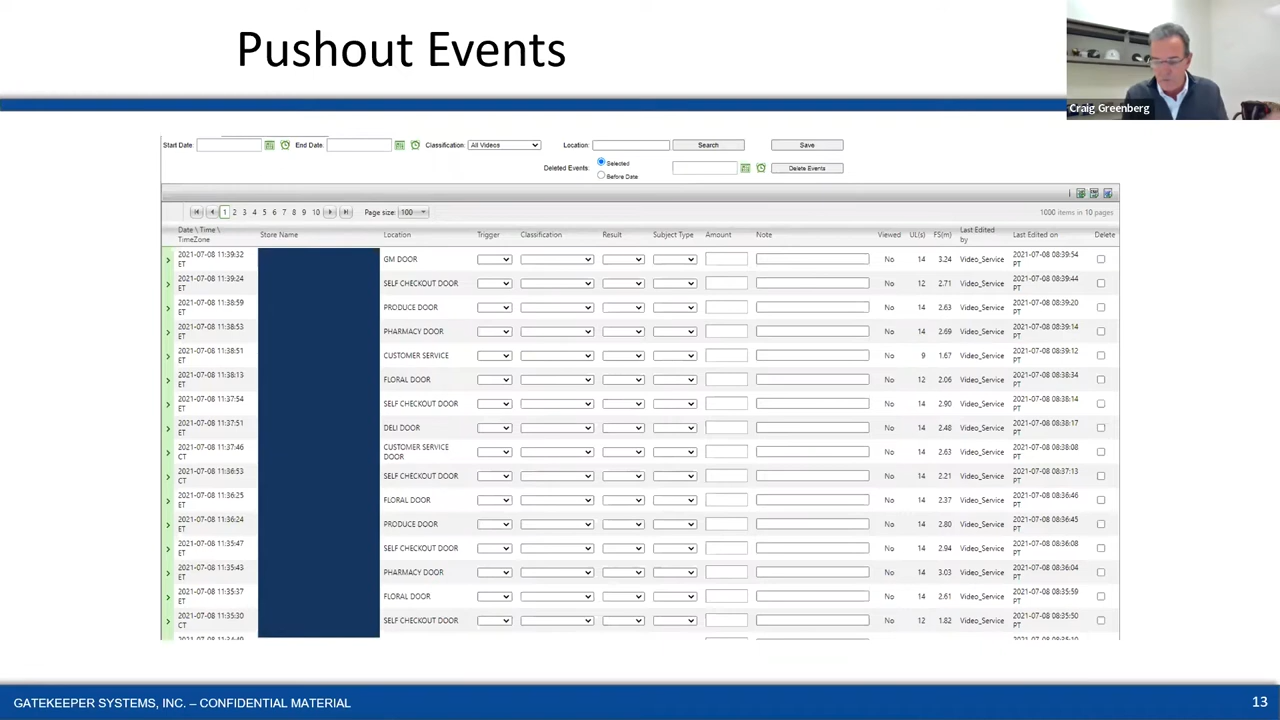 Pushout Events
Craig Greenberg
Start Date: End Date: Classification: All Videos Location: Search Save
Deleted Events: Selected Before Date Delete Events
1 2 3 4 5 6 7 8 9 10 Page size: 100 1000 items in 10 pages
Date \ Time \ TimeZone Store Name Location Trigger Classification Result Subject Type Amount Note Viewed UL(s) FS(m) Last Edited by Last Edited on Delete
2021-07-08 11:39:32 ET GM DOOR No 14 3.24 Video_Service 2021-07-08 08:39:54 PT
2021-07-08 11:39:24 ET SELF CHECKOUT DOOR No 12 2.71 Video_Service 2021-07-08 08:39:44 PT
2021-07-08 11:38:59 ET PRODUCE DOOR No 14 2.63 Video_Service 2021-07-08 08:39:20 PT
2021-07-08 11:38:53 ET PHARMACY DOOR No 14 2.69 Video_Service 2021-07-08 08:39:14 PT
2021-07-08 11:38:51 ET CUSTOMER SERVICE No 9 1.67 Video_Service 2021-07-08 08:39:12 PT
2021-07-08 11:38:13 ET FLORAL DOOR No 12 2.06 Video_Service 2021-07-08 08:38:34 PT
2021-07-08 11:37:54 ET SELF CHECKOUT DOOR No 14 2.90 Video_Service 2021-07-08 08:38:14 PT
2021-07-08 11:37:51 ET DELI DOOR No 14 2.48 Video_Service 2021-07-08 08:38:17 PT
2021-07-08 11:37:46 CT CUSTOMER SERVICE DOOR No 14 2.63 Video_Service 2021-07-08 08:38:08 PT
2021-07-08 11:36:53 CT SELF CHECKOUT DOOR No 14 2.21 Video_Service 2021-07-08 08:37:13 PT
2021-07-08 11:36:25 ET FLORAL DOOR No 14 2.37 Video_Service 2021-07-08 08:36:46 PT
2021-07-08 11:36:24 ET PRODUCE DOOR No 14 2.80 Video_Service 2021-07-08 08:36:45 PT
2021-07-08 11:35:47 ET SELF CHECKOUT DOOR No 14 2.94 Video_Service 2021-07-08 08:36:08 PT
2021-07-08 11:35:43 ET PHARMACY DOOR No 14 3.03 Video_Service 2021-07-08 08:36:04 PT
2021-07-08 11:35:37 ET FLORAL DOOR No 14 2.61 Video_Service 2021-07-08 08:35:59 PT
2021-07-08 11:35:30 CT SELF CHECKOUT DOOR No 12 1.82 Video_Service 2021-07-08 08:35:50 PT
GATEKEEPER SYSTEMS, INC. – CONFIDENTIAL MATERIAL
13